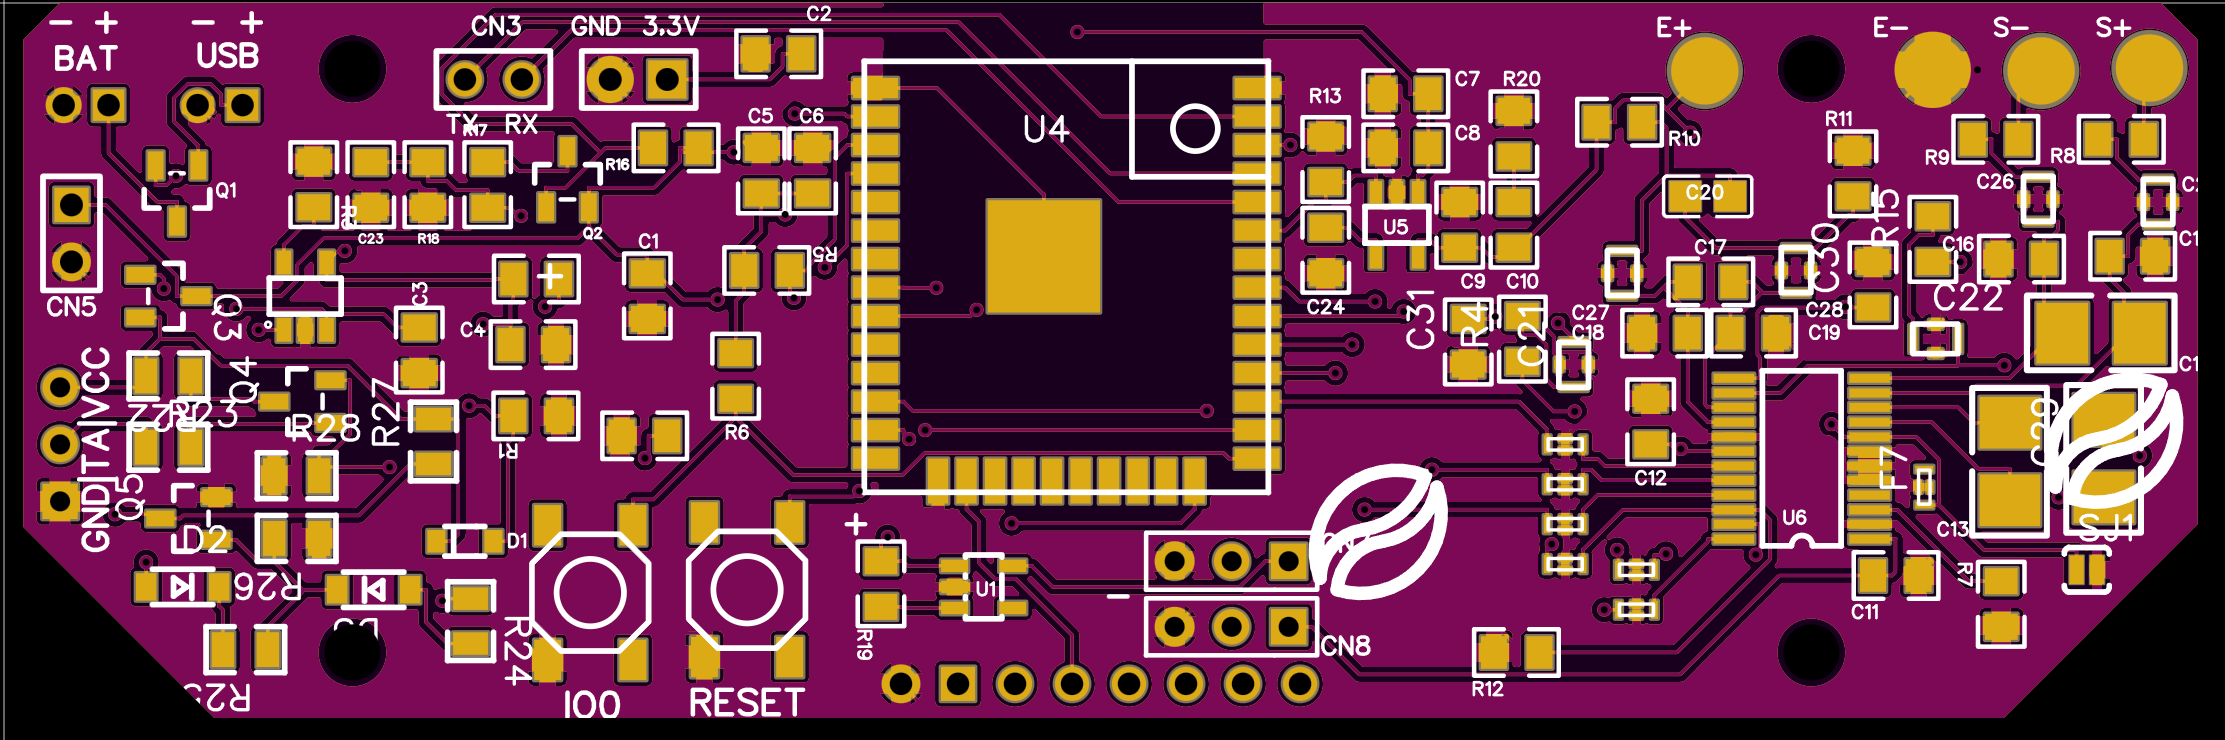 - +
BAT
- +
USB
CN3
GND 3.3V
C2
TX RX
R17
R16
C5 C6
U4
R13
C7
C8
R20
E+
E-
S-
S+
R10
R11
R9
R8
C26
C20
Q1
Q2
C23
R18
C1
R5
U5
C9
C10
C24
C17
C30
R15
C16
C22
C28
C19
C27
C18
C21
R4
C31
CN5
Q3
C3
C4
+
Q4
R22
R23
R28
R27
R1
R6
VCC
DTA
GND
Q5
D2
D1
R26
R24
R25
IO0
RESET
+
U1
R19
-
CN8
R12
C12
U6
F7
C29
C13
SJ1
C11
R7